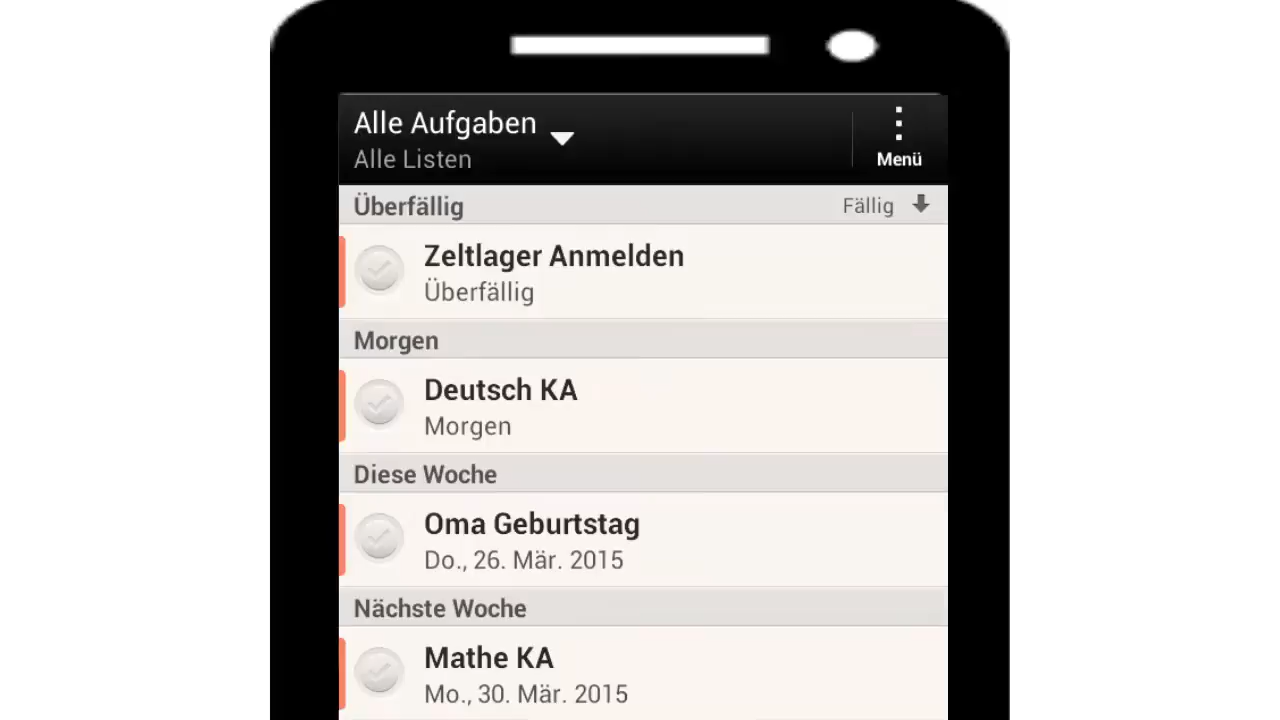 Alle Aufgaben
Alle Listen
Menü
Überfällig
Fällig
Zeltlager Anmelden
Überfällig
Morgen
Deutsch KA
Morgen
Diese Woche
Oma Geburtstag
Do., 26. Mär. 2015
Nächste Woche
Mathe KA
Mo., 30. Mär. 2015